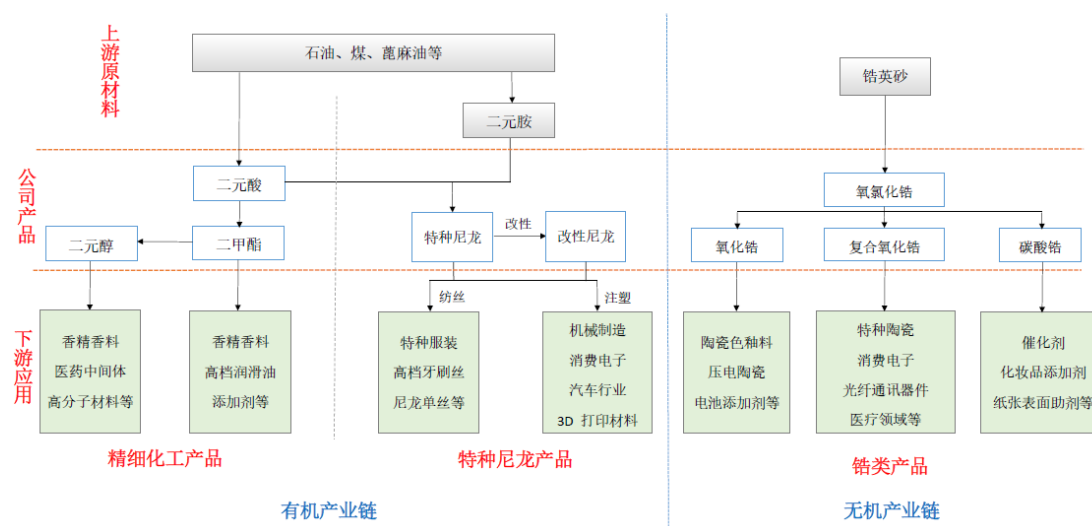 上游原材料
石油、煤、蓖麻油等
锆英砂
二元胺
公司产品
二元酸
氧氯化锆
二元醇
二甲酯
特种尼龙
改性
改性尼龙
氧化锆
复合氧化锆
碳酸锆
下游应用
纺丝
注塑
香精香料
医药中间体
高分子材料等
香精香料
高档润滑油
添加剂等
特种服装
高档牙刷丝
尼龙单丝等
机械制造
消费电子
汽车行业
3D 打印材料
陶瓷色釉料
压电陶瓷
电池添加剂等
特种陶瓷
消费电子
光纤通讯器件
医疗领域等
催化剂
化妆品添加剂
纸张表面助剂等
精细化工产品
特种尼龙产品
锆类产品
有机产业链
无机产业链